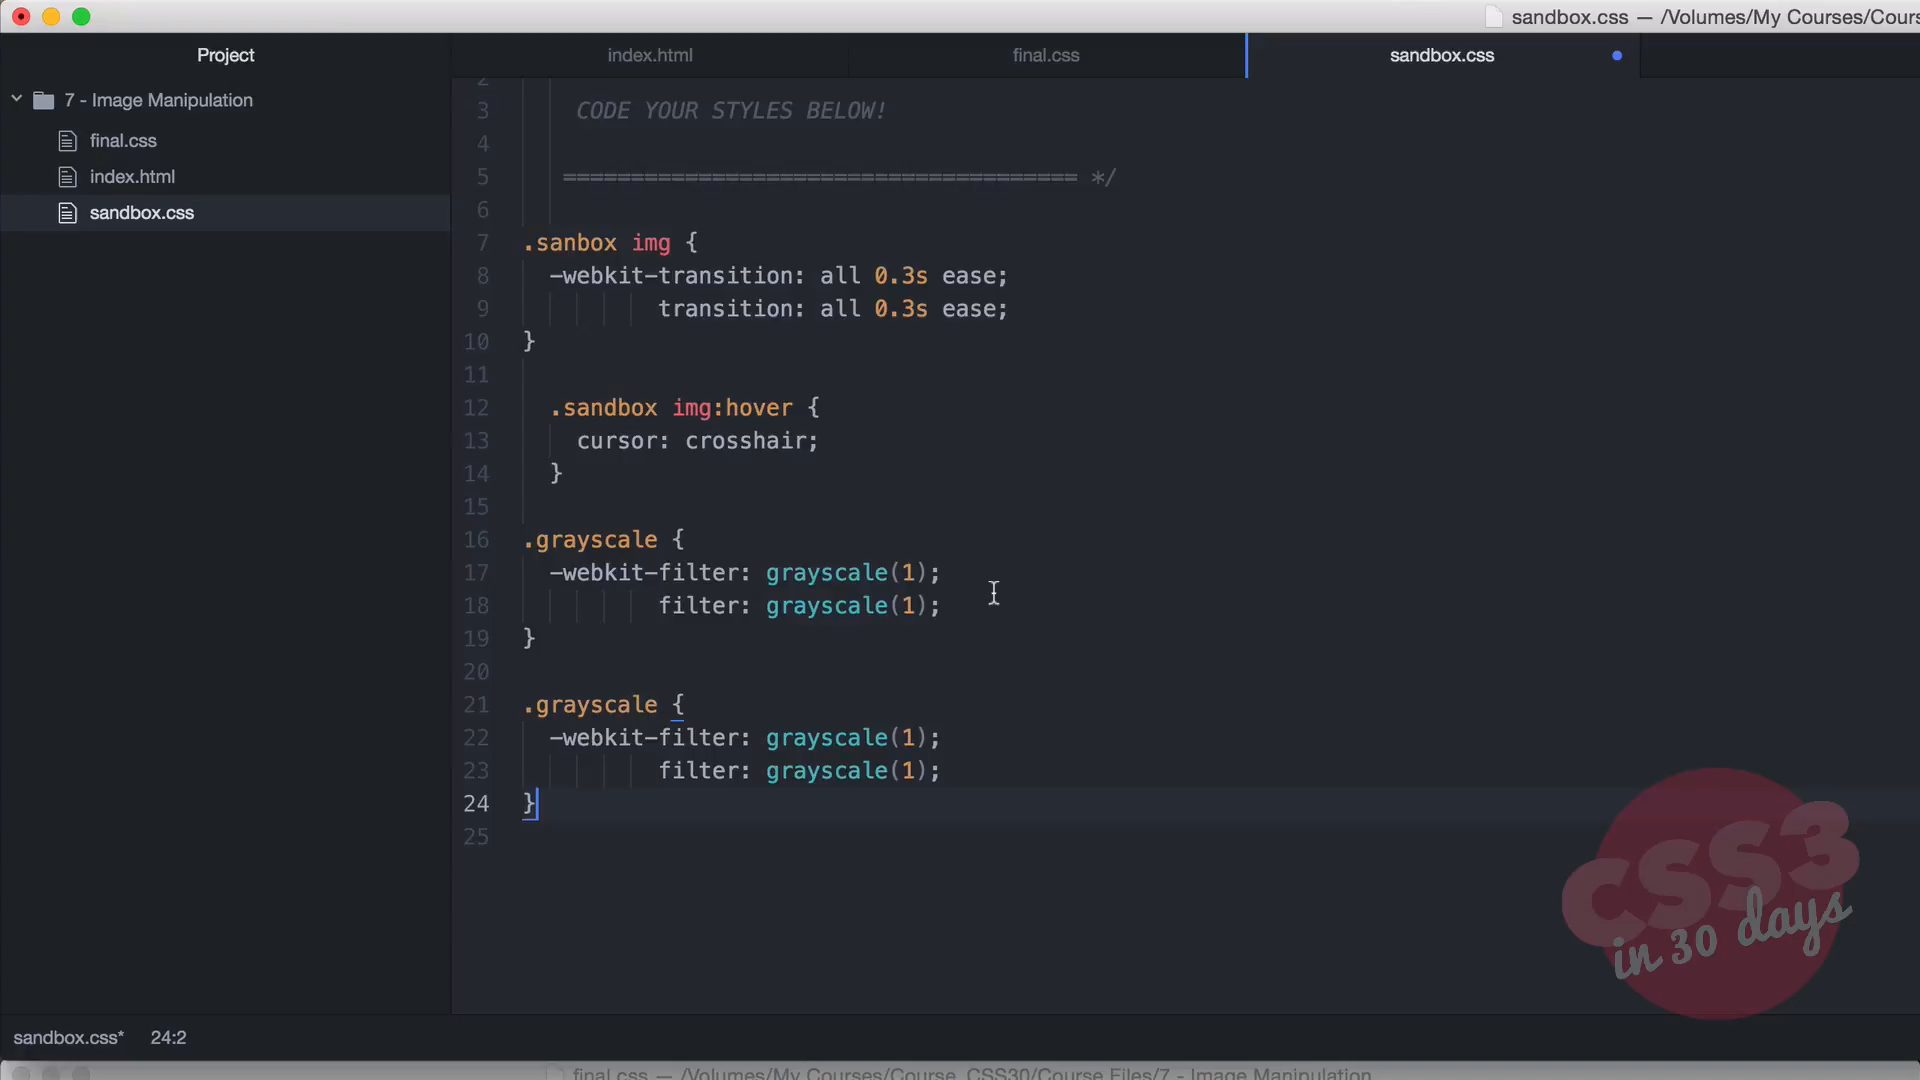 sandbox.css — /Volumes/My Courses/Cours
Project
index.html
final.css
sandbox.css
7 - Image Manipulation
final.css
index.html
sandbox.css
2
3 CODE YOUR STYLES BELOW!
4
5 ====================================== */
6
7 .sanbox img {
8 -webkit-transition: all 0.3s ease;
9 transition: all 0.3s ease;
10 }
11
12 .sandbox img:hover {
13 cursor: crosshair;
14 }
15
16 .grayscale {
17 -webkit-filter: grayscale(1);
18 filter: grayscale(1);
19 }
20
21 .grayscale {
22 -webkit-filter: grayscale(1);
23 filter: grayscale(1);
24 }
25
CSS3
in 30 days
sandbox.css* 24:2
final.css — /Volumes/My Courses/Course_CSS30/Course Files/7 - Image Manipulation